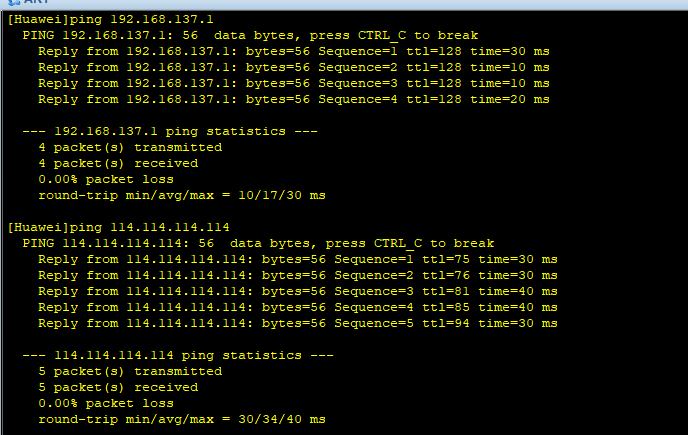 [Huawei]ping 192.168.137.1
PING 192.168.137.1: 56 data bytes, press CTRL_C to break
Reply from 192.168.137.1: bytes=56 Sequence=1 ttl=128 time=30 ms
Reply from 192.168.137.1: bytes=56 Sequence=2 ttl=128 time=10 ms
Reply from 192.168.137.1: bytes=56 Sequence=3 ttl=128 time=10 ms
Reply from 192.168.137.1: bytes=56 Sequence=4 ttl=128 time=20 ms
--- 192.168.137.1 ping statistics ---
4 packet(s) transmitted
4 packet(s) received
0.00% packet loss
round-trip min/avg/max = 10/17/30 ms
[Huawei]ping 114.114.114.114
PING 114.114.114.114: 56 data bytes, press CTRL_C to break
Reply from 114.114.114.114: bytes=56 Sequence=1 ttl=75 time=30 ms
Reply from 114.114.114.114: bytes=56 Sequence=2 ttl=76 time=30 ms
Reply from 114.114.114.114: bytes=56 Sequence=3 ttl=81 time=40 ms
Reply from 114.114.114.114: bytes=56 Sequence=4 ttl=85 time=40 ms
Reply from 114.114.114.114: bytes=56 Sequence=5 ttl=94 time=30 ms
--- 114.114.114.114 ping statistics ---
5 packet(s) transmitted
5 packet(s) received
0.00% packet loss
round-trip min/avg/max = 30/34/40 ms